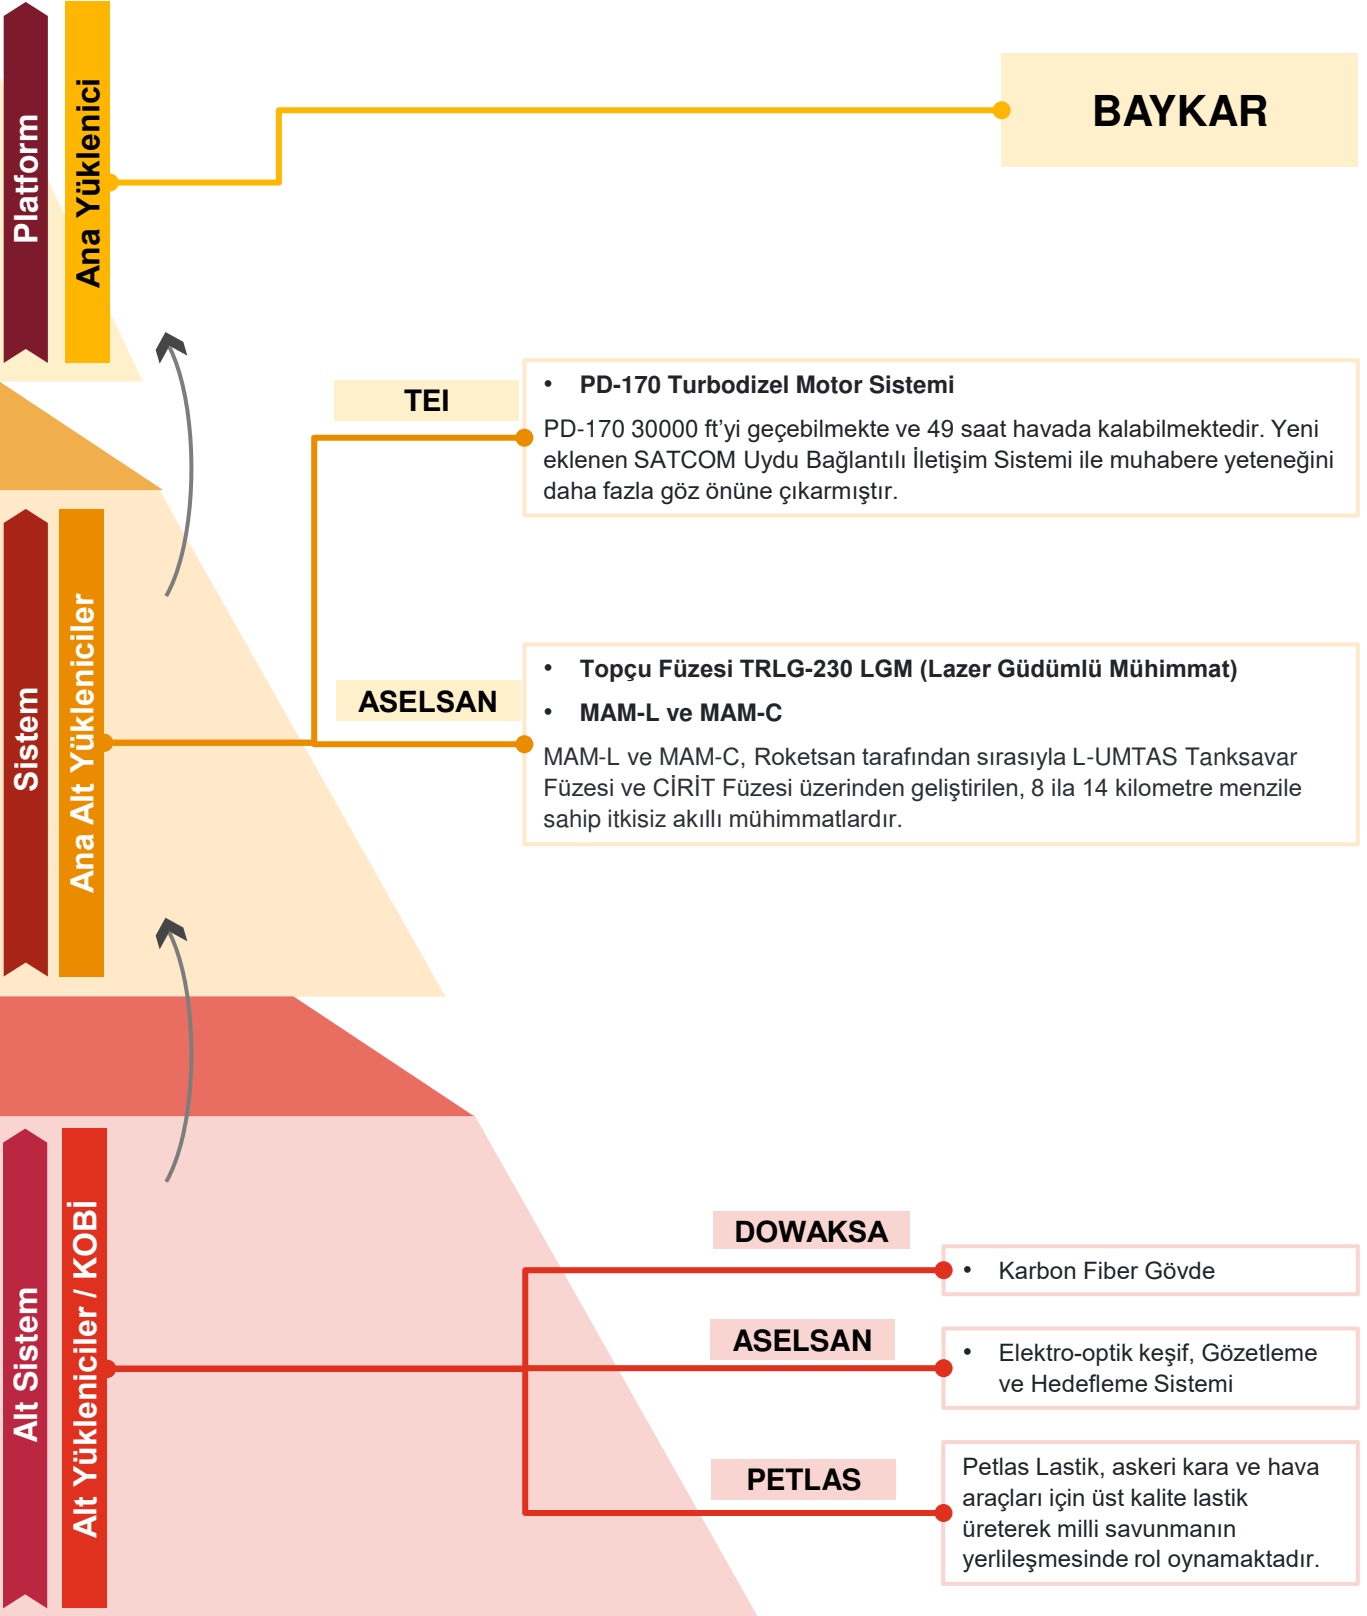 Platform
Ana Yüklenici
BAYKAR
TEI
• PD-170 Turbodizel Motor Sistemi
PD-170 30000 ft’yi geçebilmekte ve 49 saat havada kalabilmektedir. Yeni
eklenen SATCOM Uydu Bağlantılı İletişim Sistemi ile muhabere yeteneğini
daha fazla göz önüne çıkarmıştır.
Sistem
Ana Alt Yükleniciler
ASELSAN
• Topçu Füzesi TRLG-230 LGM (Lazer Güdümlü Mühimmat)
• MAM-L ve MAM-C
MAM-L ve MAM-C, Roketsan tarafından sırasıyla L-UMTAS Tanksavar
Füzesi ve CİRİT Füzesi üzerinden geliştirilen, 8 ila 14 kilometre menzile
sahip itkisiz akıllı mühimmatlardır.
Alt Sistem
Alt Yükleniciler / KOBİ
DOWAKSA
• Karbon Fiber Gövde
ASELSAN
• Elektro-optik keşif, Gözetleme
ve Hedefleme Sistemi
PETLAS
Petlas Lastik, askeri kara ve hava
araçları için üst kalite lastik
üreterek milli savunmanın
yerlileşmesinde rol oynamaktadır.